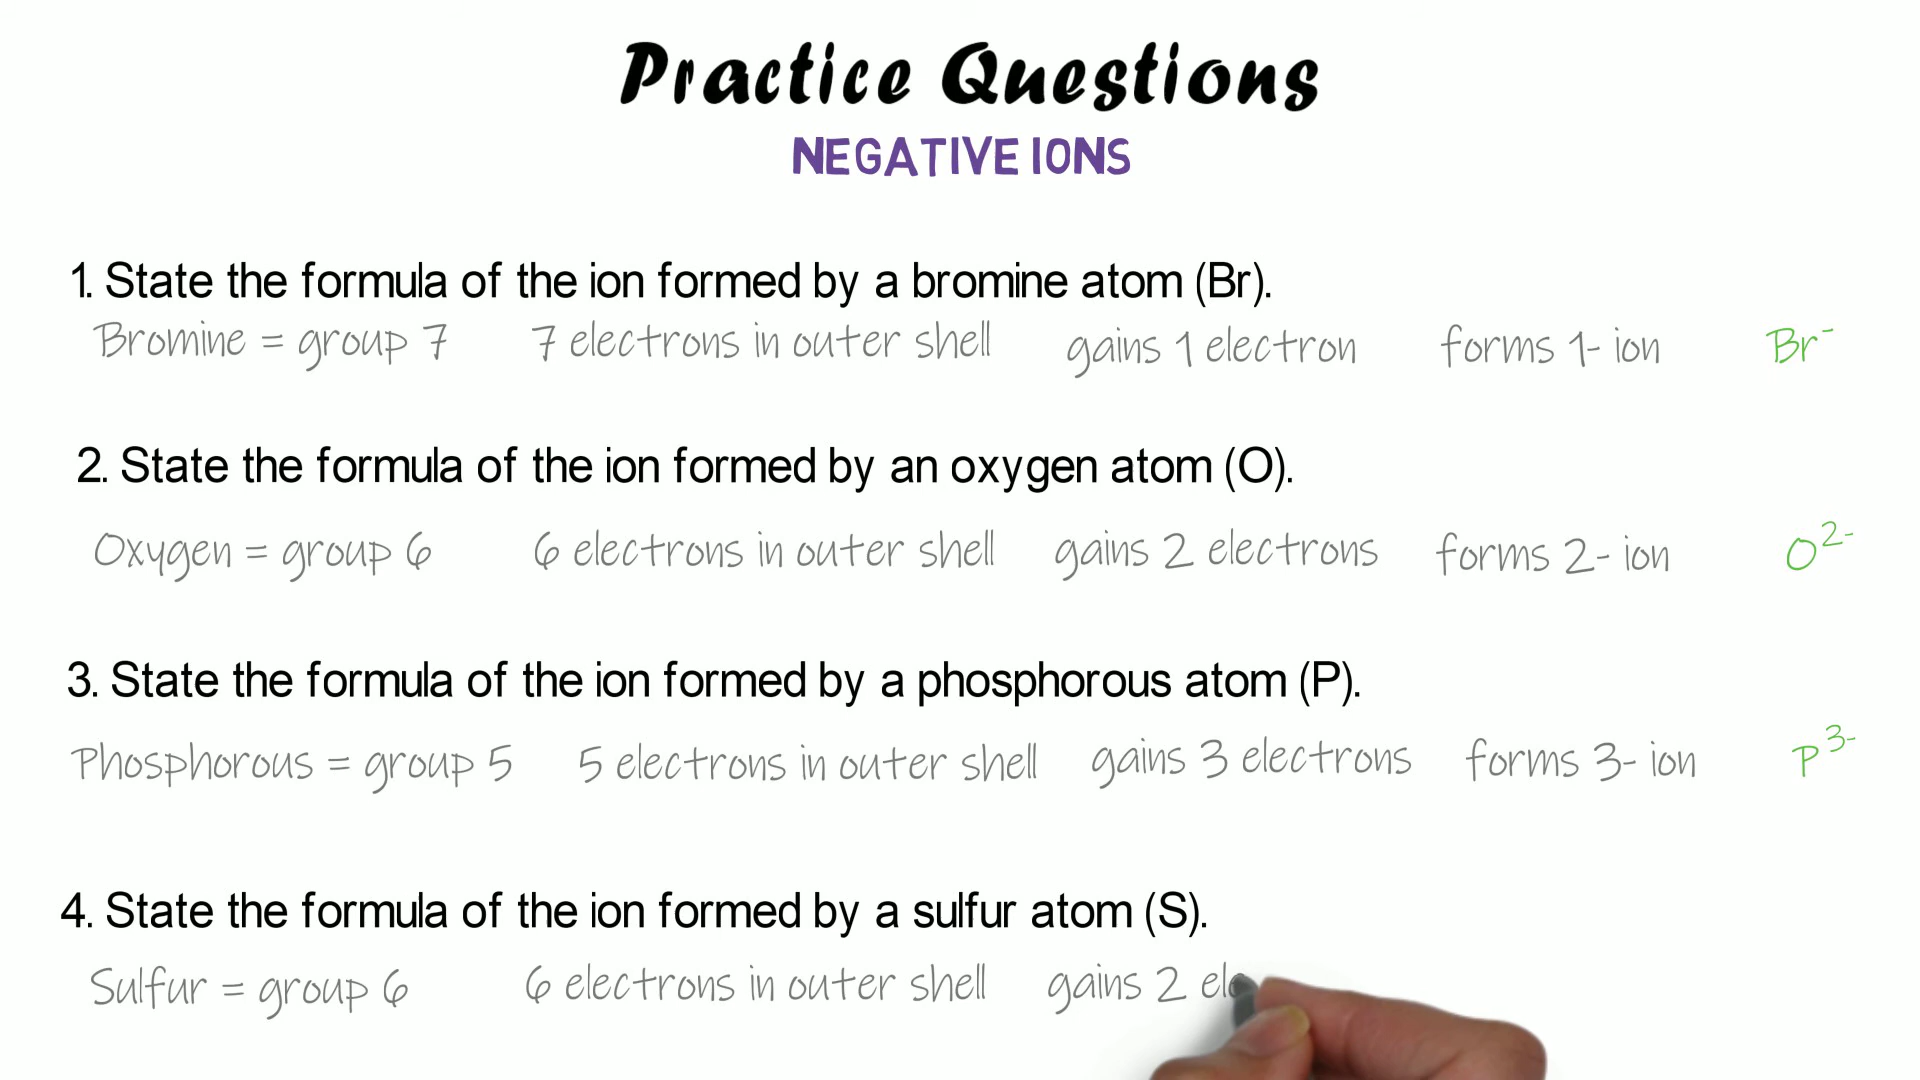 Practice Questions
NEGATIVE IONS
1. State the formula of the ion formed by a bromine atom (Br).
Bromine = group 7 7 electrons in outer shell gains 1 electron forms 1- ion Br⁻
2. State the formula of the ion formed by an oxygen atom (O).
Oxygen = group 6 6 electrons in outer shell gains 2 electrons forms 2- ion O²⁻
3. State the formula of the ion formed by a phosphorous atom (P).
Phosphorous = group 5 5 electrons in outer shell gains 3 electrons forms 3- ion P³⁻
4. State the formula of the ion formed by a sulfur atom (S).
Sulfur = group 6 6 electrons in outer shell gains 2